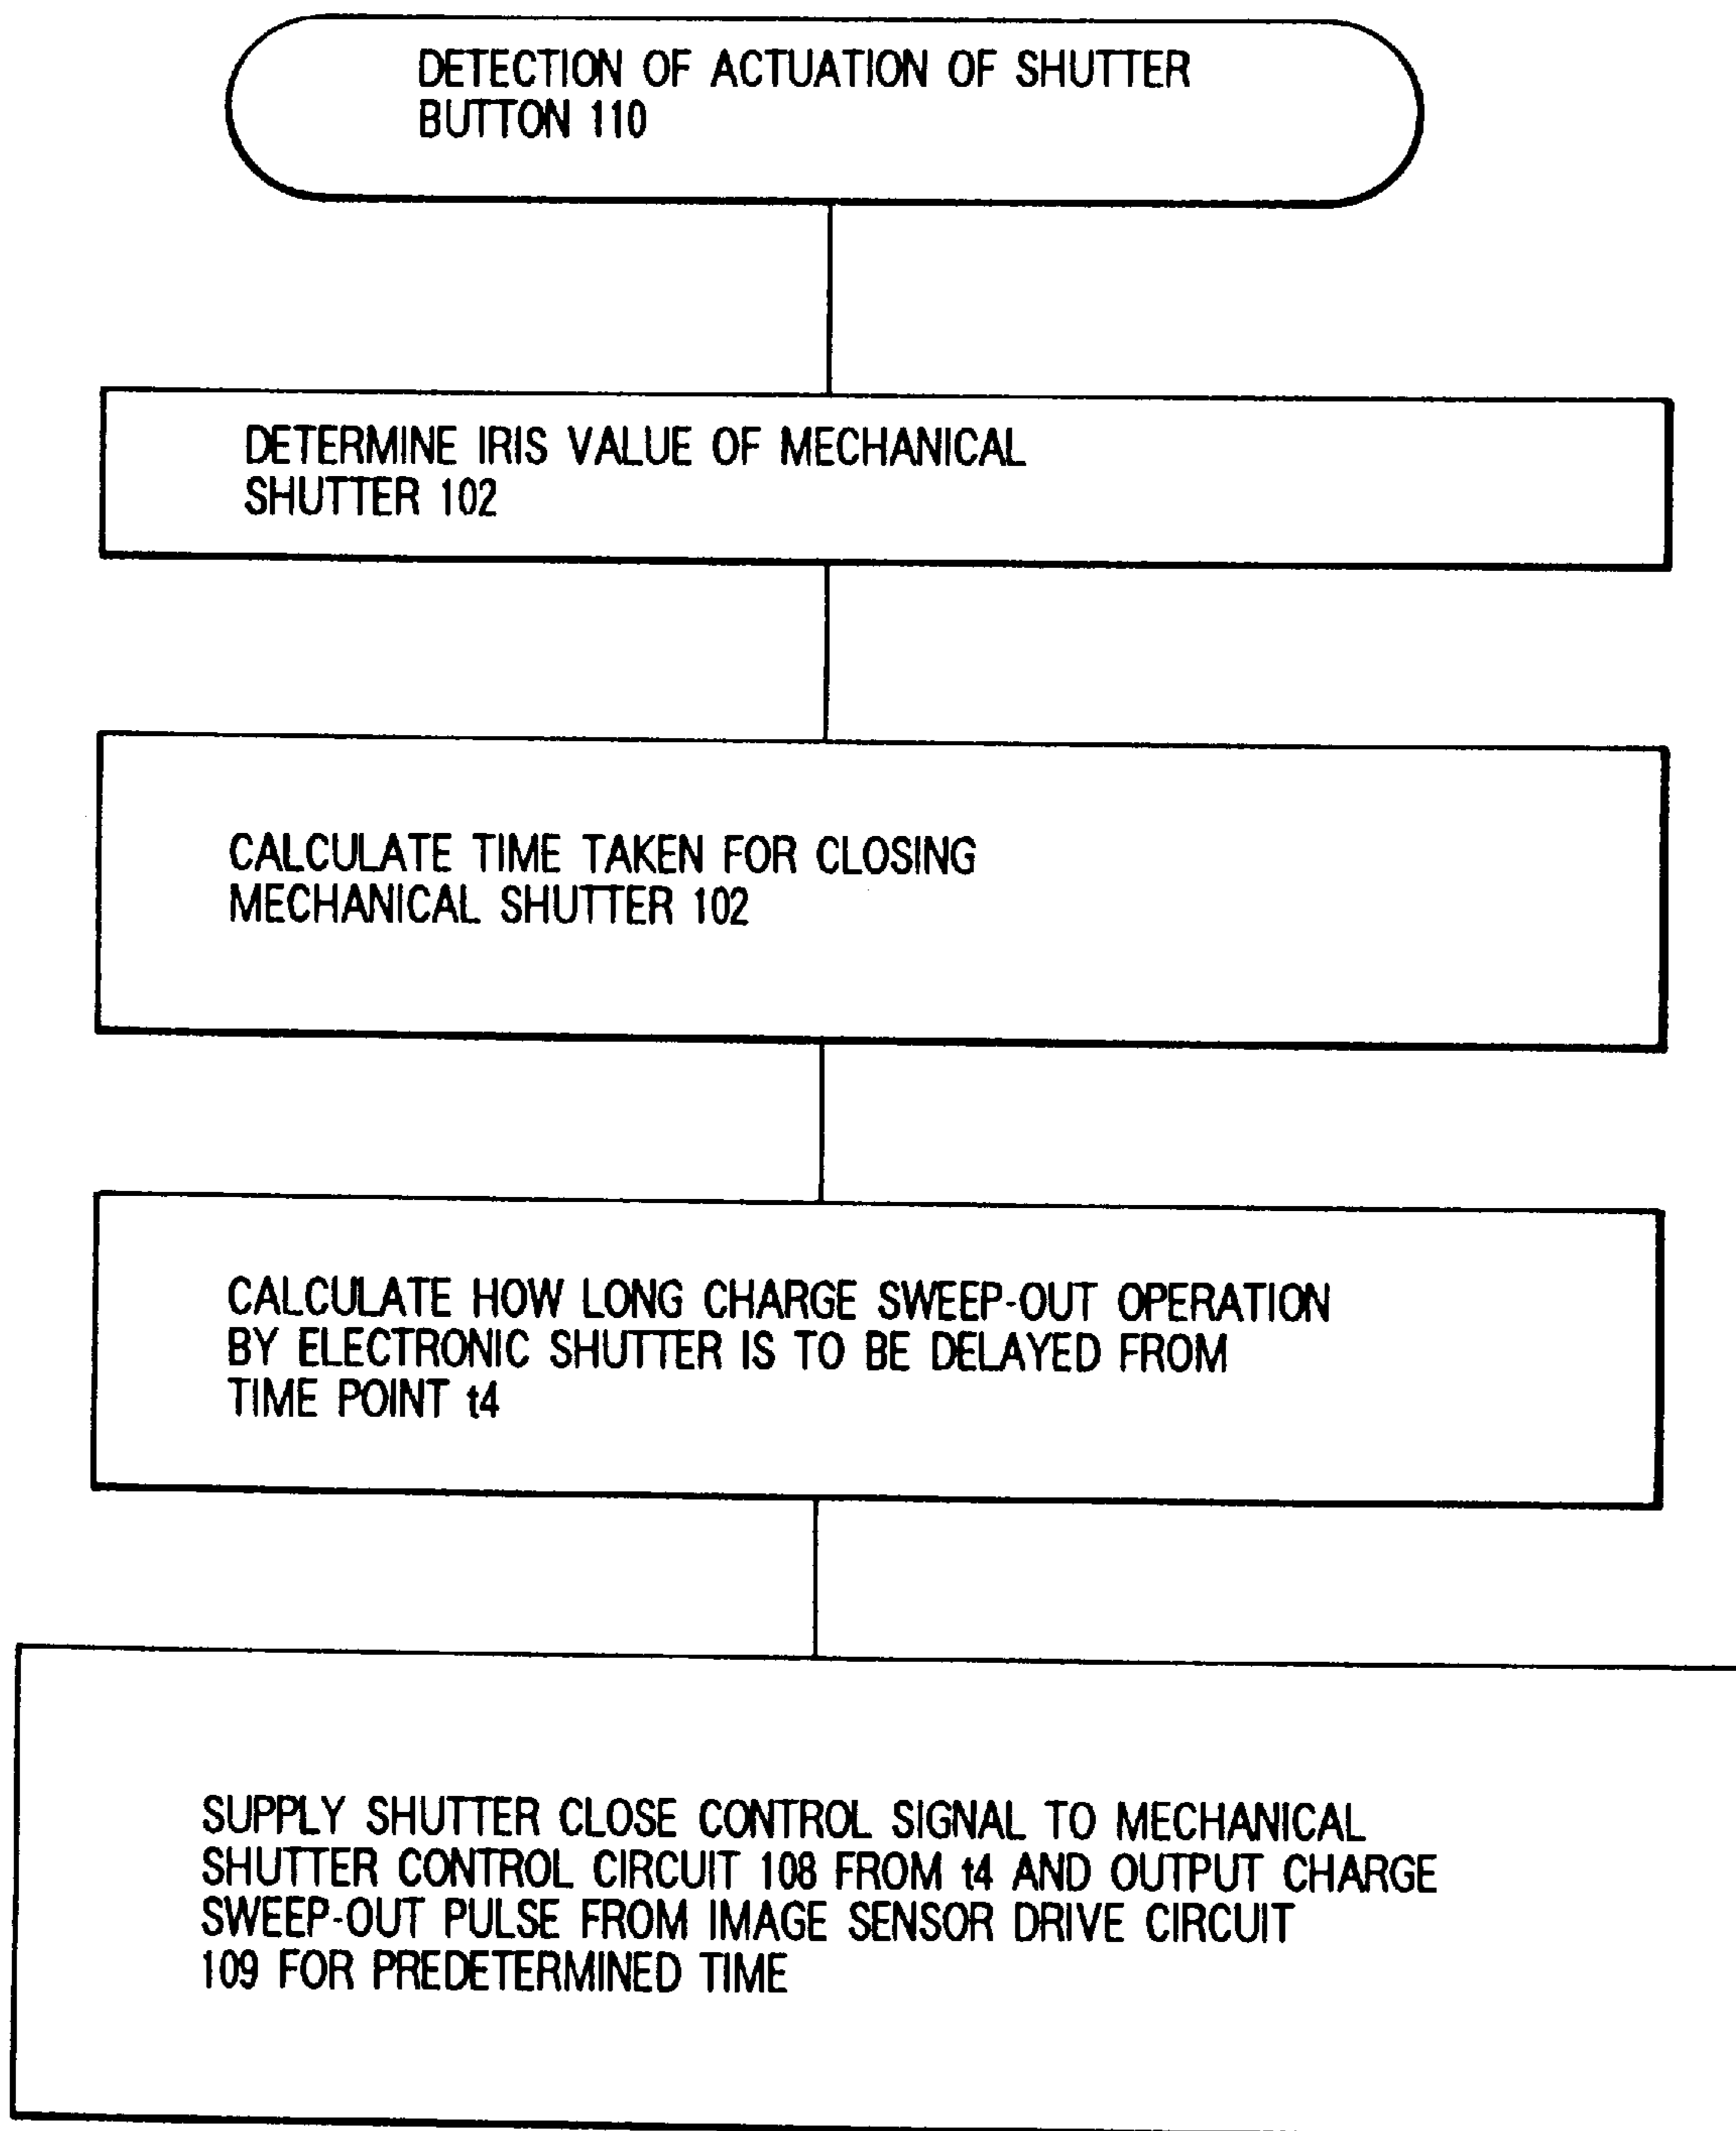 DETECTION OF ACTUATION OF SHUTTER
BUTTON 110
DETERMINE IRIS VALUE OF MECHANICAL
SHUTTER 102
CALCULATE TIME TAKEN FOR CLOSING
MECHANICAL SHUTTER 102
CALCULATE HOW LONG CHARGE SWEEP-OUT OPERATION
BY ELECTRONIC SHUTTER IS TO BE DELAYED FROM
TIME POINT t4
SUPPLY SHUTTER CLOSE CONTROL SIGNAL TO MECHANICAL
SHUTTER CONTROL CIRCUIT 108 FROM t4 AND OUTPUT CHARGE
SWEEP-OUT PULSE FROM IMAGE SENSOR DRIVE CIRCUIT
109 FOR PREDETERMINED TIME